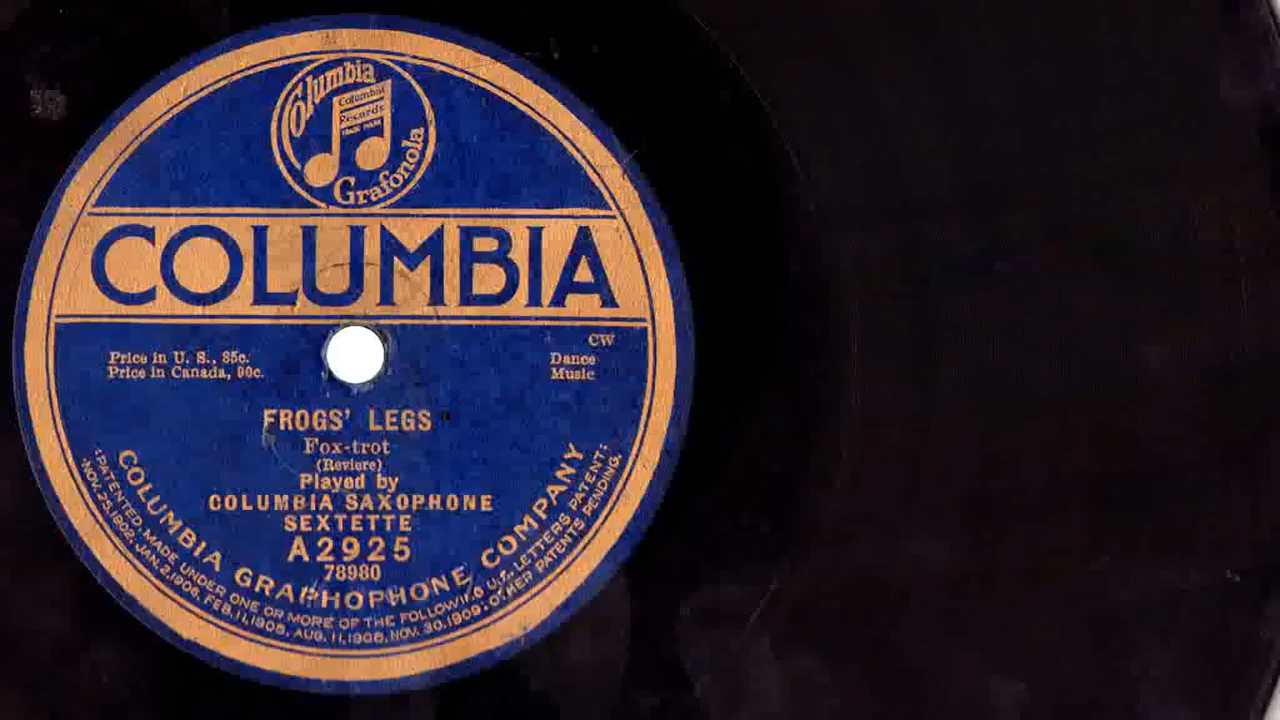 Columbia
Columbia
Records
TRADE MARK
Grafonola
COLUMBIA
CW
Price in U. S., 85c.
Price in Canada, 90c.
Dance
Music
FROGS' LEGS
Fox-trot
(Reviere)
Played by
COLUMBIA SAXOPHONE
SEXTETTE
A2925
78980
COLUMBIA GRAPHOPHONE COMPANY
PATENTED, MADE UNDER ONE OR MORE OF THE FOLLOWING U.S. LETTERS PATENT:
NOV. 25, 1902, JAN. 2, 1906, FEB. 11, 1908, AUG. 11, 1908, NOV. 30, 1909; OTHER PATENTS PENDING.